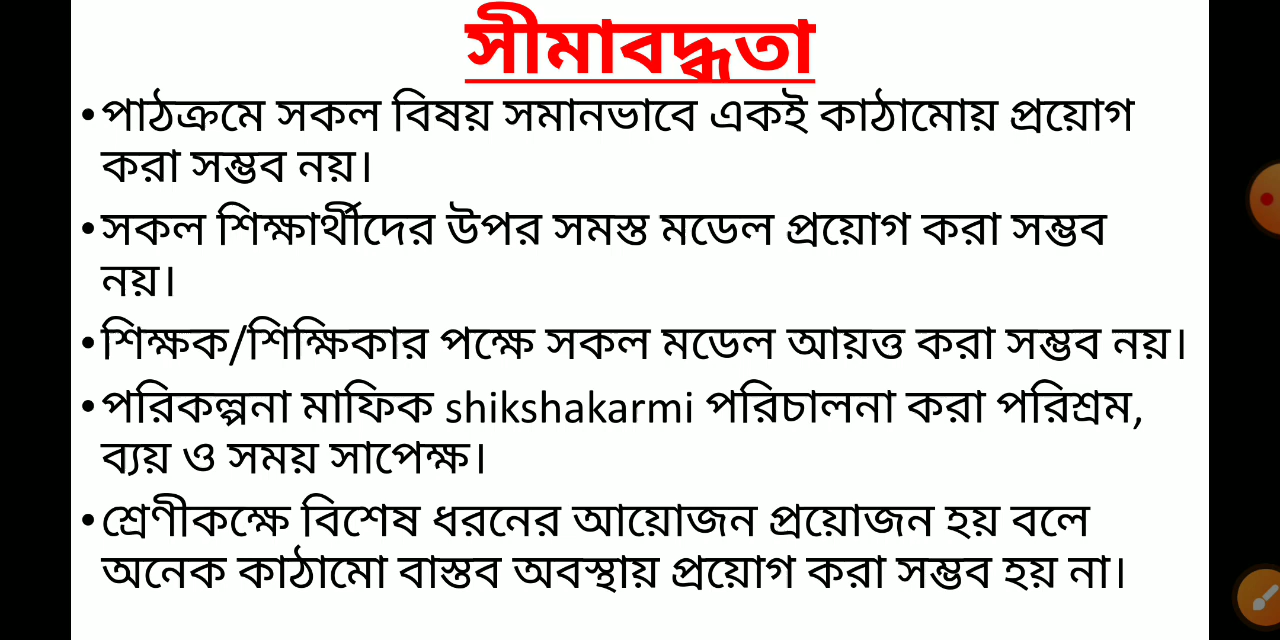 সীমাবদ্ধতা
•পাঠক্রমে সকল বিষয় সমানভাবে একই কাঠামোয় প্রয়োগ
করা সম্ভব নয়।
•সকল শিক্ষার্থীদের উপর সমস্ত মডেল প্রয়োগ করা সম্ভব
নয়।
•শিক্ষক/শিক্ষিকার পক্ষে সকল মডেল আয়ত্ত করা সম্ভব নয়।
•পরিকল্পনা মাফিক shikshakarmi পরিচালনা করা পরিশ্রম,
ব্যয় ও সময় সাপেক্ষ।
•শ্রেণীকক্ষে বিশেষ ধরনের আয়োজন প্রয়োজন হয় বলে
অনেক কাঠামো বাস্তব অবস্থায় প্রয়োগ করা সম্ভব হয় না।